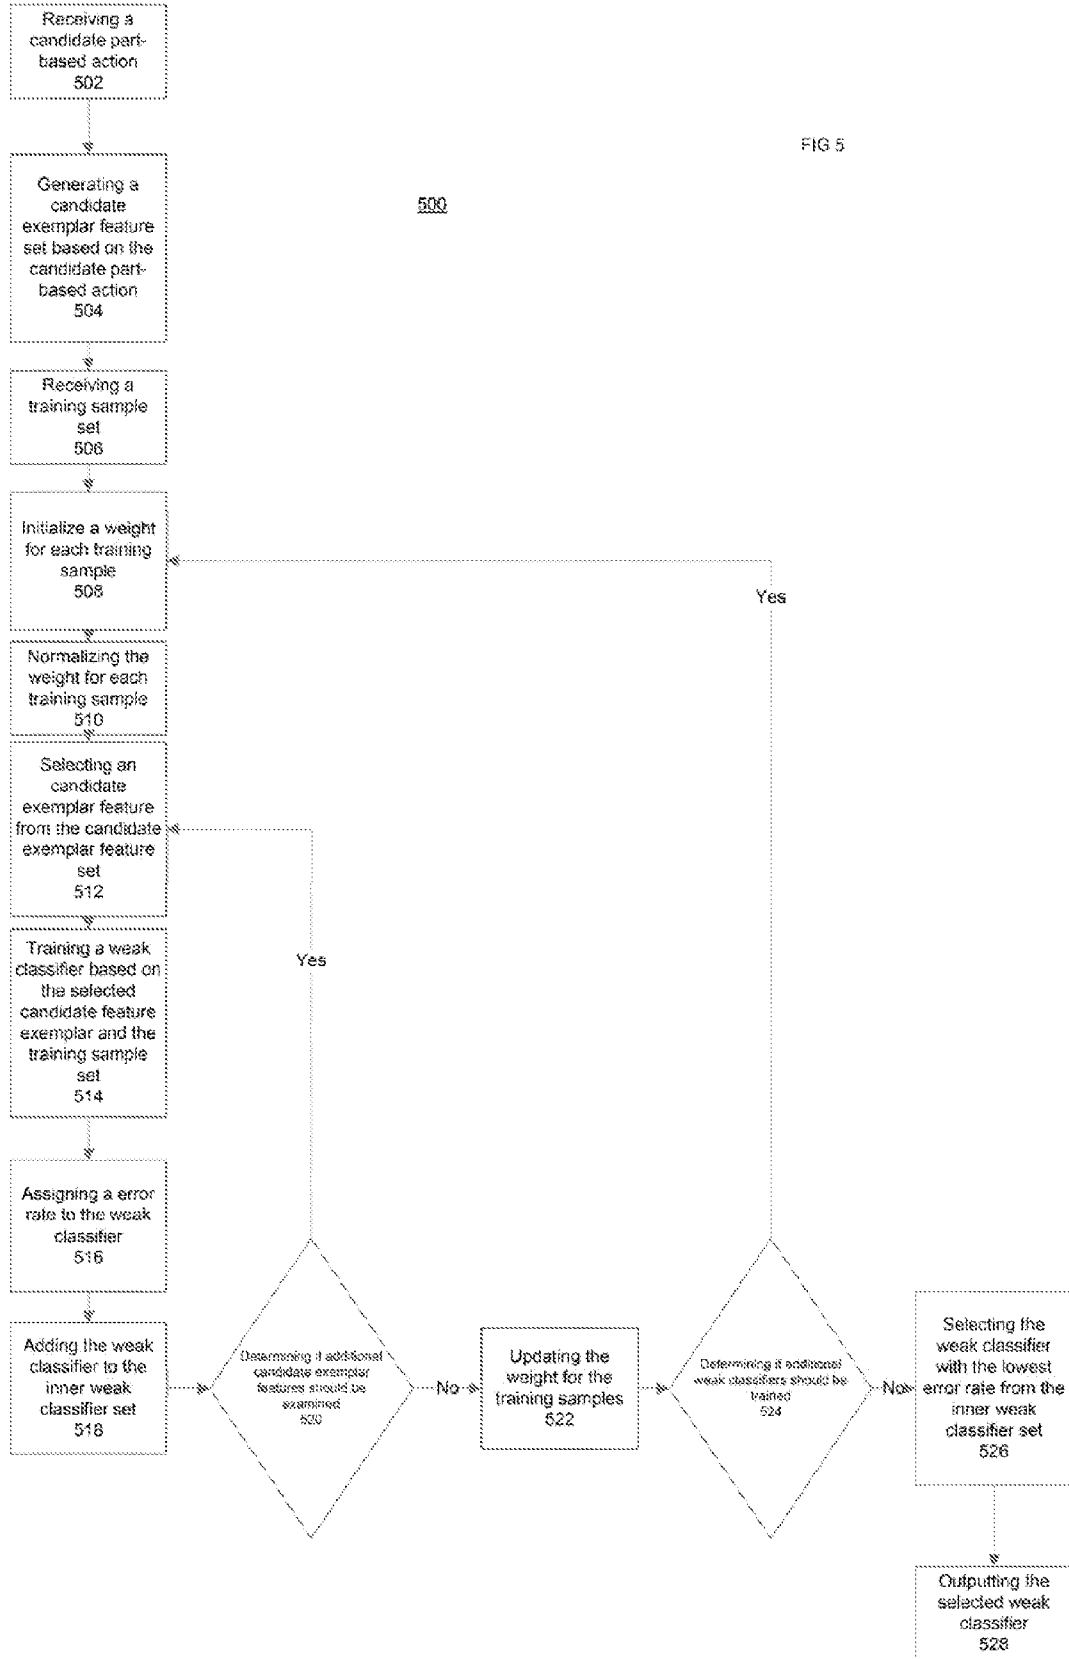 Receiving a
candidate part-
based action
502
FIG 5
500
Generating a
candidate
exemplar feature
set based on the
candidate part-
based action
504
Receiving a
training sample
set
506
Initialize a weight
for each training
sample
508
Yes
Normalizing the
weight for each
training sample
510
Selecting an
candidate
exemplar feature
from the candidate
exemplar feature
set
512
Yes
Training a weak
classifier based on
the selected
candidate feature
exemplar and the
training sample
set
514
Assigning a error
rate to the weak
classifier
516
Adding the weak
classifier to the
inner weak
classifier set
518
Determining if additional
candidate exemplar
features should be
examined
520
No
Updating the
weight for the
training samples
522
Determining if additional
weak classifiers should be
trained
524
No
Selecting the
weak classifier
with the lowest
error rate from the
inner weak
classifier set
526
Outputting the
selected weak
classifier
528